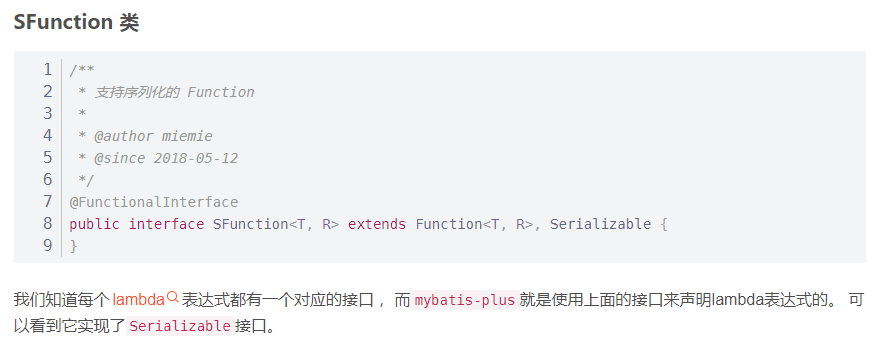 SFunction 类
1 /**
2  * 支持序列化的 Function
3  *
4  * @author miemie
5  * @since 2018-05-12
6  */
7 @FunctionalInterface
8 public interface SFunction<T, R> extends Function<T, R>, Serializable {
9 }
我们知道每个 lambda 表达式都有一个对应的接口 ，而 mybatis-plus 就是使用上面的接口来声明lambda表达式的。 可
以看到它实现了 Serializable 接口。